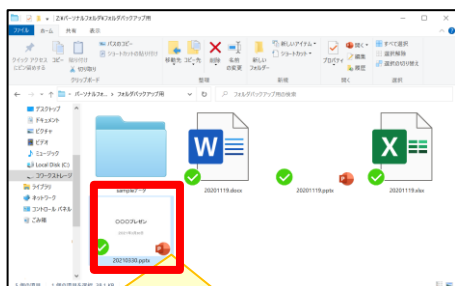 Z:¥パーソナルフォルダ¥フォルダバックアップ用
ファイル ホーム 共有 表示
クイック アクセスにピン留めする
コピー
貼り付け
切り取り
パスのコピー
ショートカットの貼り付け
移動先 コピー先 削除 名前の変更
新しいフォルダー
新しいアイテム
ショートカット
プロパティ
開く
編集
履歴
すべて選択
選択解除
選択の切り替え
クリップボード 整理 新規 開く 選択
パーソナルフォ... フォルダバックアップ用
フォルダバックアップ用の検索
デスクトップ
ドキュメント
ピクチャ
ビデオ
ミュージック
Local Disk (C:)
コワークストレージ
ライブラリ
ネットワーク
コントロール パネル
ごみ箱
20201119.docx
20201119.pptx
20201119.xlsx
〇〇〇プレゼン
20210330.pptx